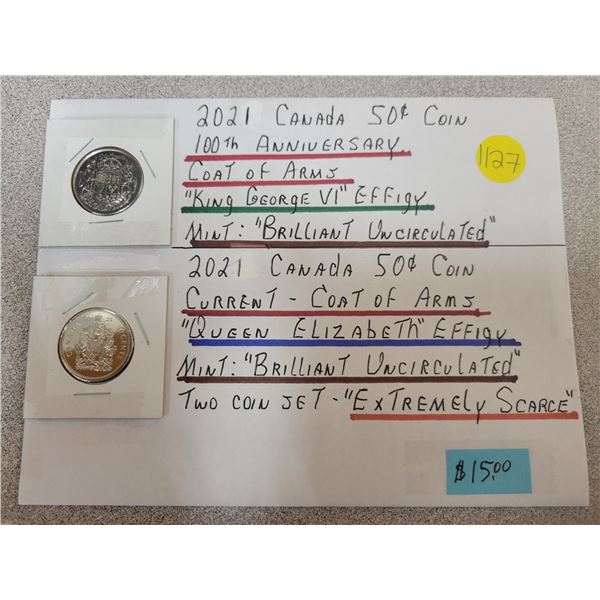 2021 CANADA 50¢ COIN
100TH ANNIVERSARY.
COAT OF ARMS
"KING GEORGE VI" EFFIGY
MINT: "BRILLIANT UNCIRCULATED"
1127
2021 CANADA 50¢ COIN
CURRENT - COAT OF ARMS
"QUEEN ELIZABETH" EFFIGY
MINT: "BRILLIANT UNCIRCULATED"
TWO COIN SET - "EXTREMELY SCARCE"
$15.00
CENTS